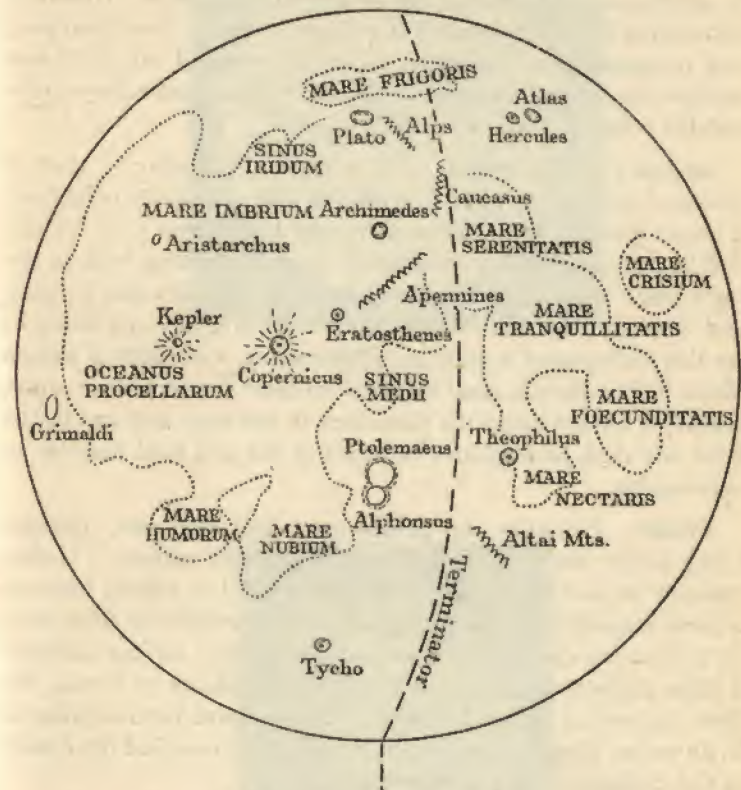 MARE FRIGORIS
Atlas
Plato
Alps
Hercules
SINUS
IRIDUM
Caucasus
MARE IMBRIUM
Archimedes
MARE
SERENITATIS
Aristarchus
MARE
CRISIUM
Apennines
Kepler
Eratosthenes
MARE
TRANQUILLITATIS
OCEANUS
PROCELLARUM
Copernicus
SINUS
MEDII
MARE
FOECUNDITATIS
Grimaldi
Ptolemaeus
Theophilus
MARE
NECTARIS
MARE
HUMORUM
MARE
NUBIUM
Alphonsus
Altai Mts.
Terminator
Tycho